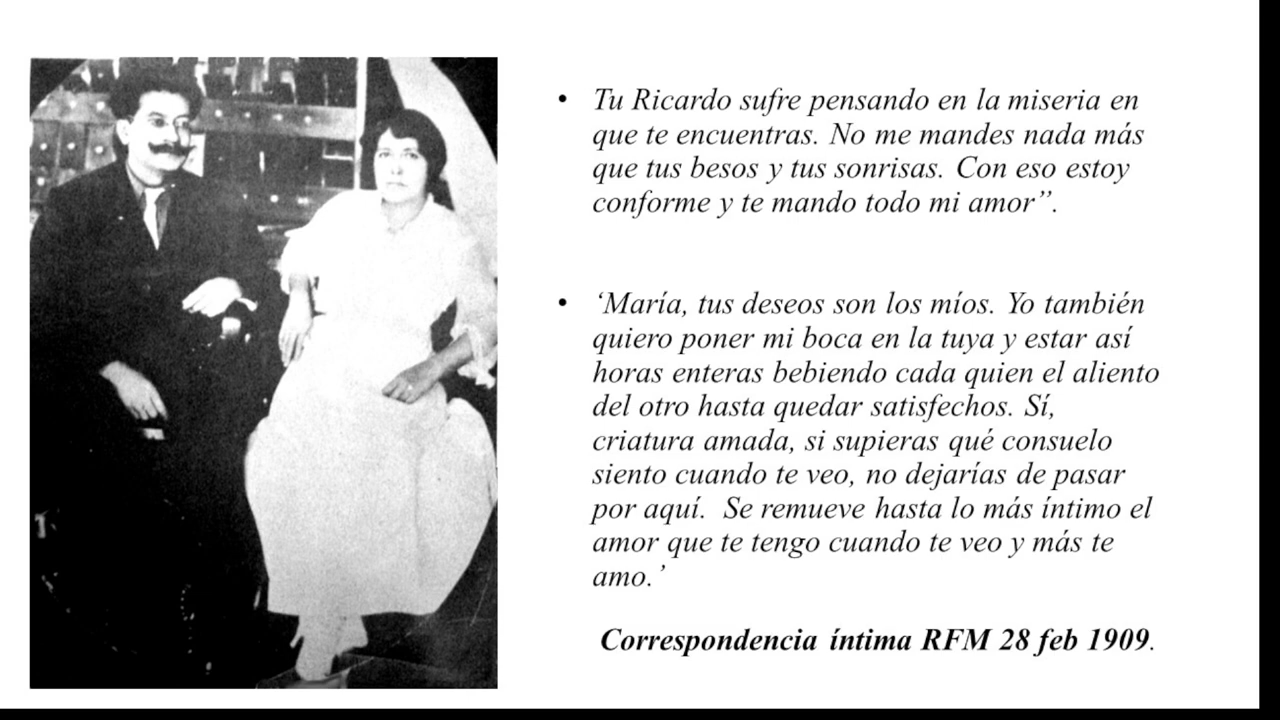 • Tu Ricardo sufre pensando en la miseria en
que te encuentras. No me mandes nada más
que tus besos y tus sonrisas. Con eso estoy
conforme y te mando todo mi amor”.
• ‘María, tus deseos son los míos. Yo también
quiero poner mi boca en la tuya y estar así
horas enteras bebiendo cada quien el aliento
del otro hasta quedar satisfechos. Sí,
criatura amada, si supieras qué consuelo
siento cuando te veo, no dejarías de pasar
por aquí.  Se remueve hasta lo más íntimo el
amor que te tengo cuando te veo y más te
amo.’
Correspondencia íntima RFM 28 feb 1909.